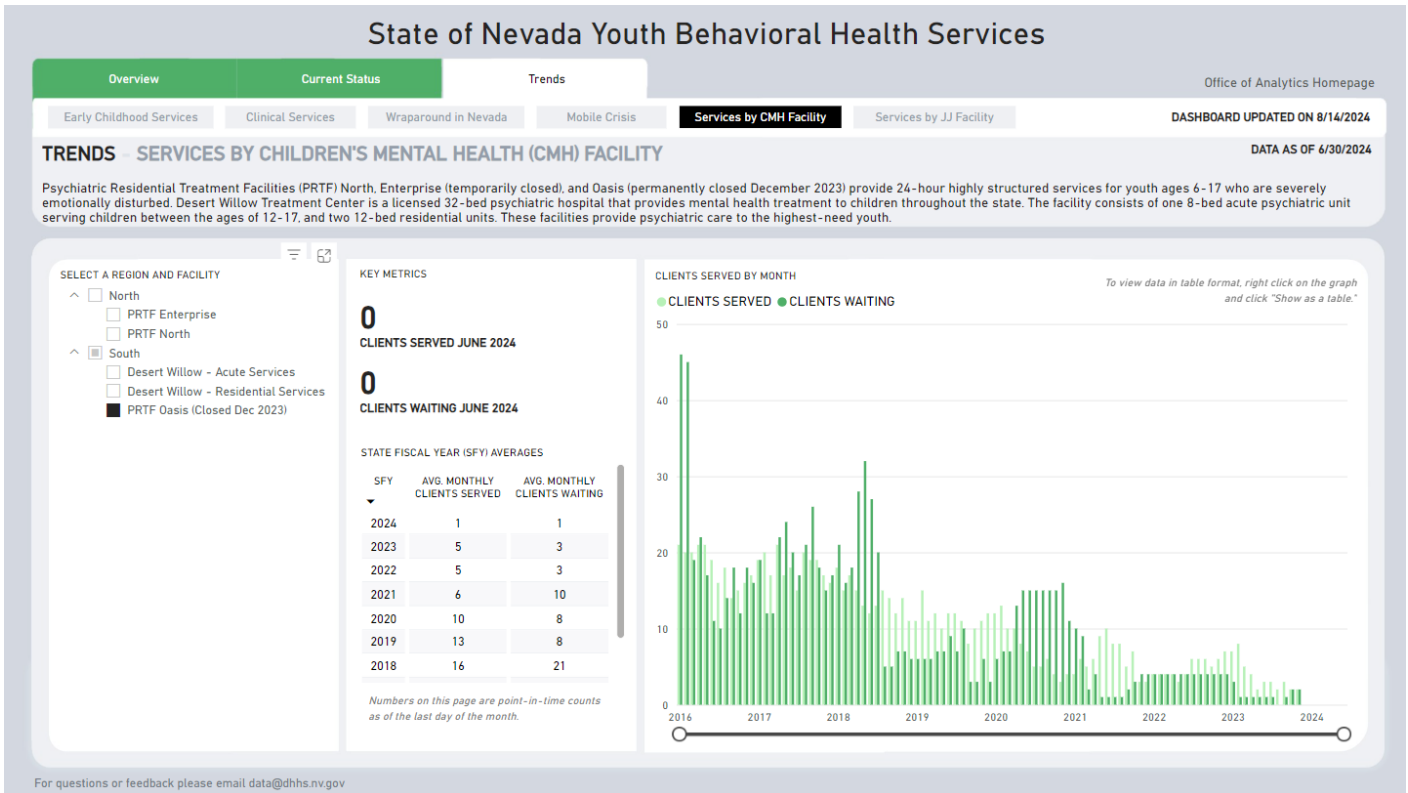 State of Nevada Youth Behavioral Health Services
Overview
Current Status
Trends
Office of Analytics Homepage
Early Childhood Services
Clinical Services
Wraparound in Nevada
Mobile Crisis
Services by CMH Facility
Services by JJ Facility
DASHBOARD UPDATED ON 8/14/2024
TRENDS - SERVICES BY CHILDREN'S MENTAL HEALTH (CMH) FACILITY
DATA AS OF 6/30/2024
Psychiatric Residential Treatment Facilities (PRTF) North, Enterprise (temporarily closed), and Oasis (permanently closed December 2023) provide 24-hour highly structured services for youth ages 6-17 who are severely
emotionally disturbed. Desert Willow Treatment Center is a licensed 32-bed psychiatric hospital that provides mental health treatment to children throughout the state. The facility consists of one 8-bed acute psychiatric unit
serving children between the ages of 12-17, and two 12-bed residential units. These facilities provide psychiatric care to the highest-need youth.
SELECT A REGION AND FACILITY
North
PRTF Enterprise
PRTF North
South
Desert Willow - Acute Services
Desert Willow - Residential Services
PRTF Oasis (Closed Dec 2023)
KEY METRICS
0
CLIENTS SERVED JUNE 2024
0
CLIENTS WAITING JUNE 2024
STATE FISCAL YEAR (SFY) AVERAGES
SFY AVG. MONTHLY CLIENTS SERVED AVG. MONTHLY CLIENTS WAITING
2024 1 1
2023 5 3
2022 5 3
2021 6 10
2020 10 8
2019 13 8
2018 16 21
Numbers on this page are point-in-time counts
as of the last day of the month.
CLIENTS SERVED BY MONTH
To view data in table format, right click on the graph
and click "Show as a table."
CLIENTS SERVED CLIENTS WAITING
50
40
30
20
10
0
2016 2017 2018 2019 2020 2021 2022 2023 2024
For questions or feedback please email data@dhhs.nv.gov